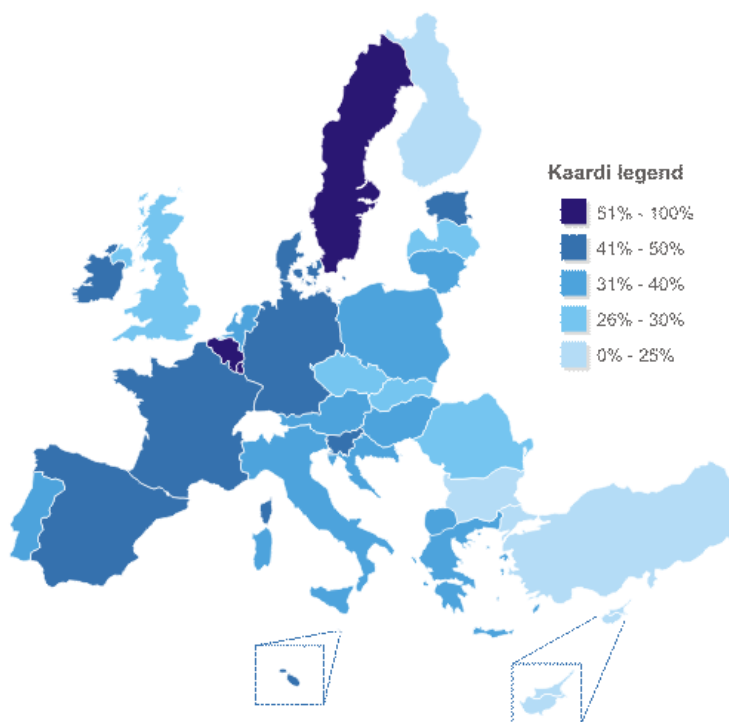 Kaardi legend
51% - 100%
41% - 50%
31% - 40%
26% - 30%
0% - 25%